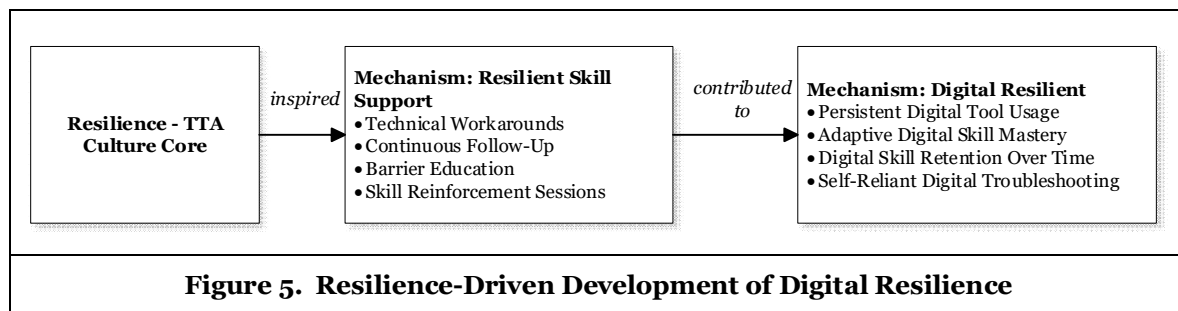 Resilience - TTA
Culture Core
inspired
Mechanism: Resilient Skill
Support
• Technical Workarounds
• Continuous Follow-Up
• Barrier Education
• Skill Reinforcement Sessions
contributed
to
Mechanism: Digital Resilient
• Persistent Digital Tool Usage
• Adaptive Digital Skill Mastery
• Digital Skill Retention Over Time
• Self-Reliant Digital Troubleshooting
Figure 5. Resilience-Driven Development of Digital Resilience